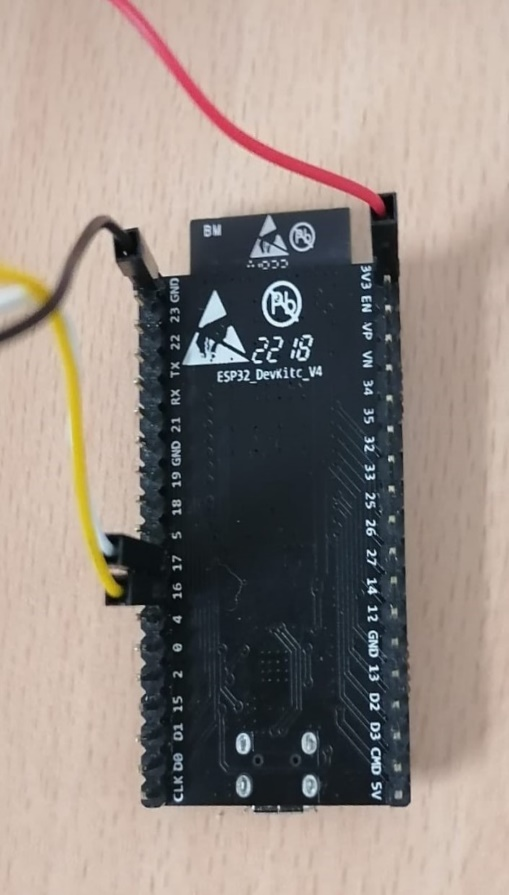 BM
Pb
Pb
2218
ESP32_Devkitc_V4
GND
23
22
TX
RX
21
GND
19
18
5
17
16
4
0
2
15
D1
D0
CLK
3V3
EN
VP
VN
34
35
32
33
25
26
27
14
12
GND
13
D2
D3
CMD
5V